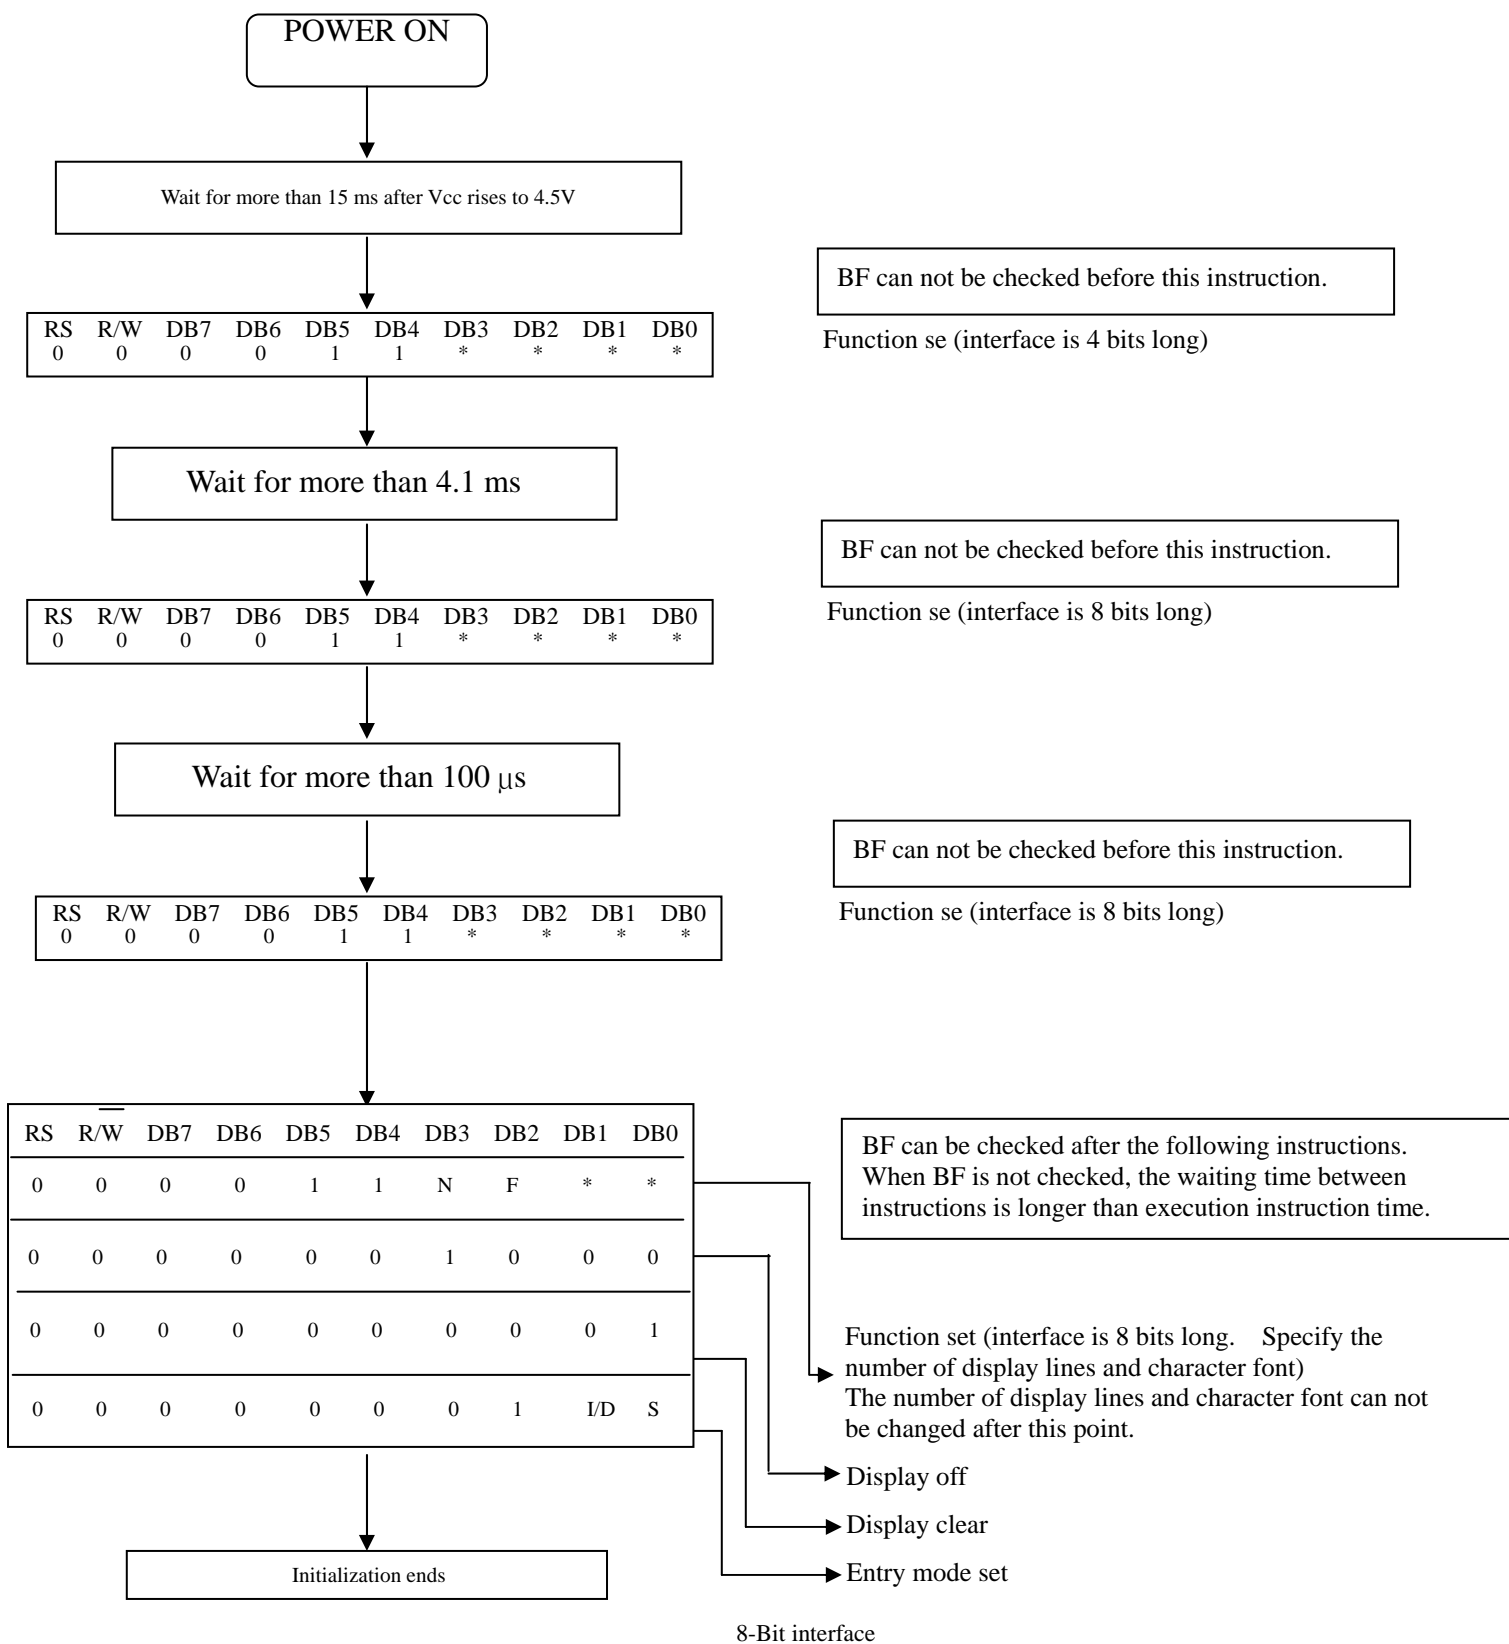 POWER ON
Wait for more than 15 ms after Vcc rises to 4.5V
BF can not be checked before this instruction.
RS R/W DB7 DB6 DB5 DB4 DB3 DB2 DB1 DB0
0 0 0 0 1 1 * * * *
Function se (interface is 4 bits long)
Wait for more than 4.1 ms
BF can not be checked before this instruction.
RS R/W DB7 DB6 DB5 DB4 DB3 DB2 DB1 DB0
0 0 0 0 1 1 * * * *
Function se (interface is 8 bits long)
Wait for more than 100 μs
BF can not be checked before this instruction.
RS R/W DB7 DB6 DB5 DB4 DB3 DB2 DB1 DB0
0 0 0 0 1 1 * * * *
Function se (interface is 8 bits long)
RS R/W̅ DB7 DB6 DB5 DB4 DB3 DB2 DB1 DB0
0 0 0 0 1 1 N F * *
0 0 0 0 0 0 1 0 0 0
0 0 0 0 0 0 0 0 0 1
0 0 0 0 0 0 0 1 I/D S
BF can be checked after the following instructions.
When BF is not checked, the waiting time between
instructions is longer than execution instruction time.
Function set (interface is 8 bits long. Specify the
number of display lines and character font)
The number of display lines and character font can not
be changed after this point.
Display off
Display clear
Entry mode set
Initialization ends
8-Bit interface